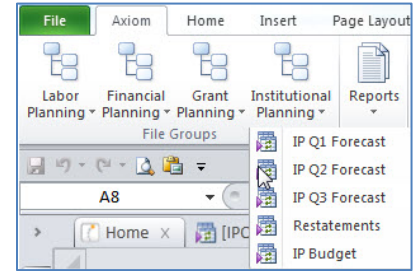 File Axiom Home Insert Page Layout
Labor Planning Financial Planning Grant Planning Institutional Planning Reports
File Groups
IP Q1 Forecast
IP Q2 Forecast
A8
IP Q3 Forecast
Home [IPC
Restatements
IP Budget